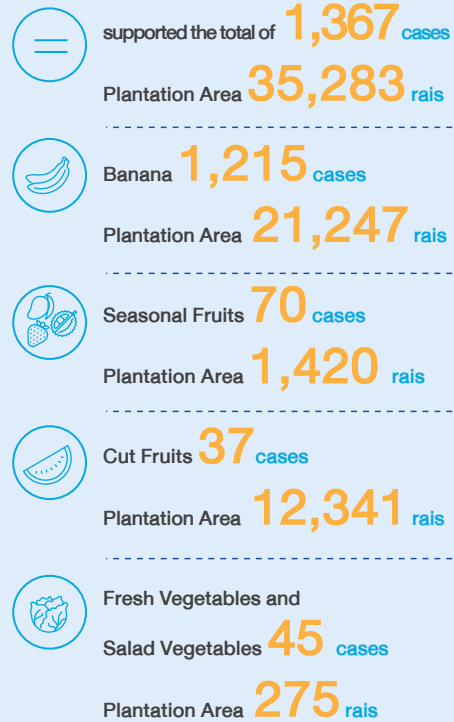 supported the total of 1,367 cases
Plantation Area 35,283 rais
Banana 1,215 cases
Plantation Area 21,247 rais
Seasonal Fruits 70 cases
Plantation Area 1,420 rais
Cut Fruits 37 cases
Plantation Area 12,341 rais
Fresh Vegetables and
Salad Vegetables 45 cases
Plantation Area 275 rais